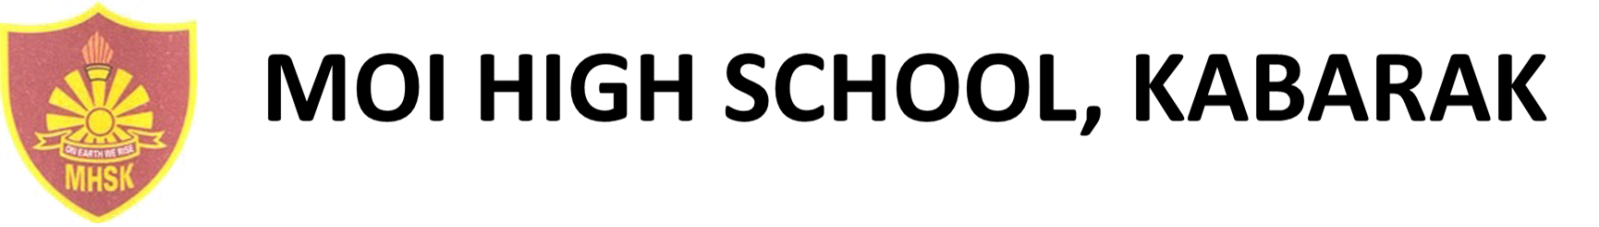 MOI HIGH SCHOOL, KABARAK
ON EARTH WE RISE
MHSK